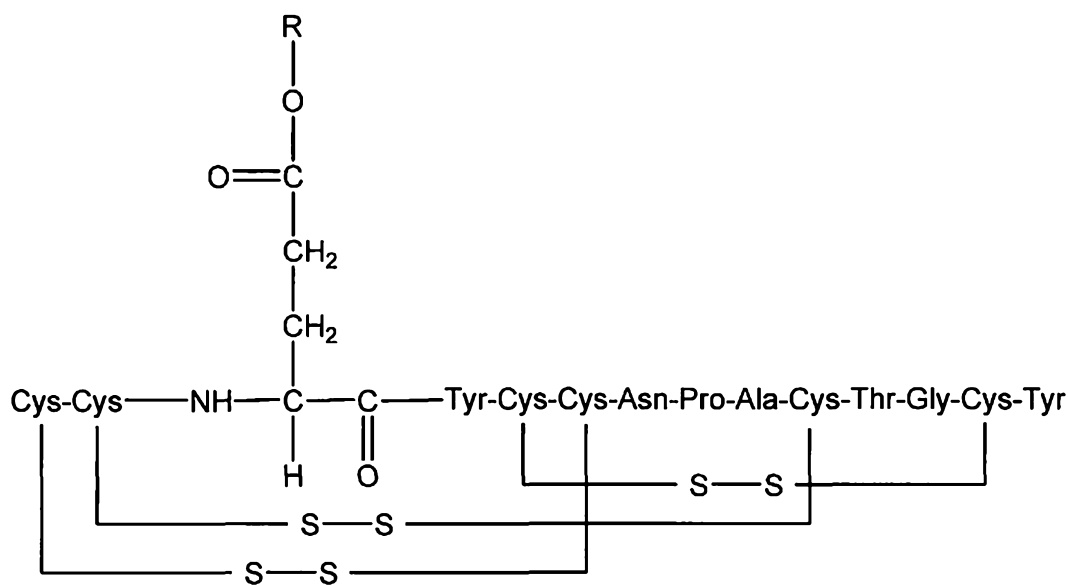 R
O
O=C
CH2
CH2
Cys-Cys—NH—C—C—Tyr-Cys-Cys-Asn-Pro-Ala-Cys-Thr-Gly-Cys-Tyr
H O
S—S
S—S
S—S